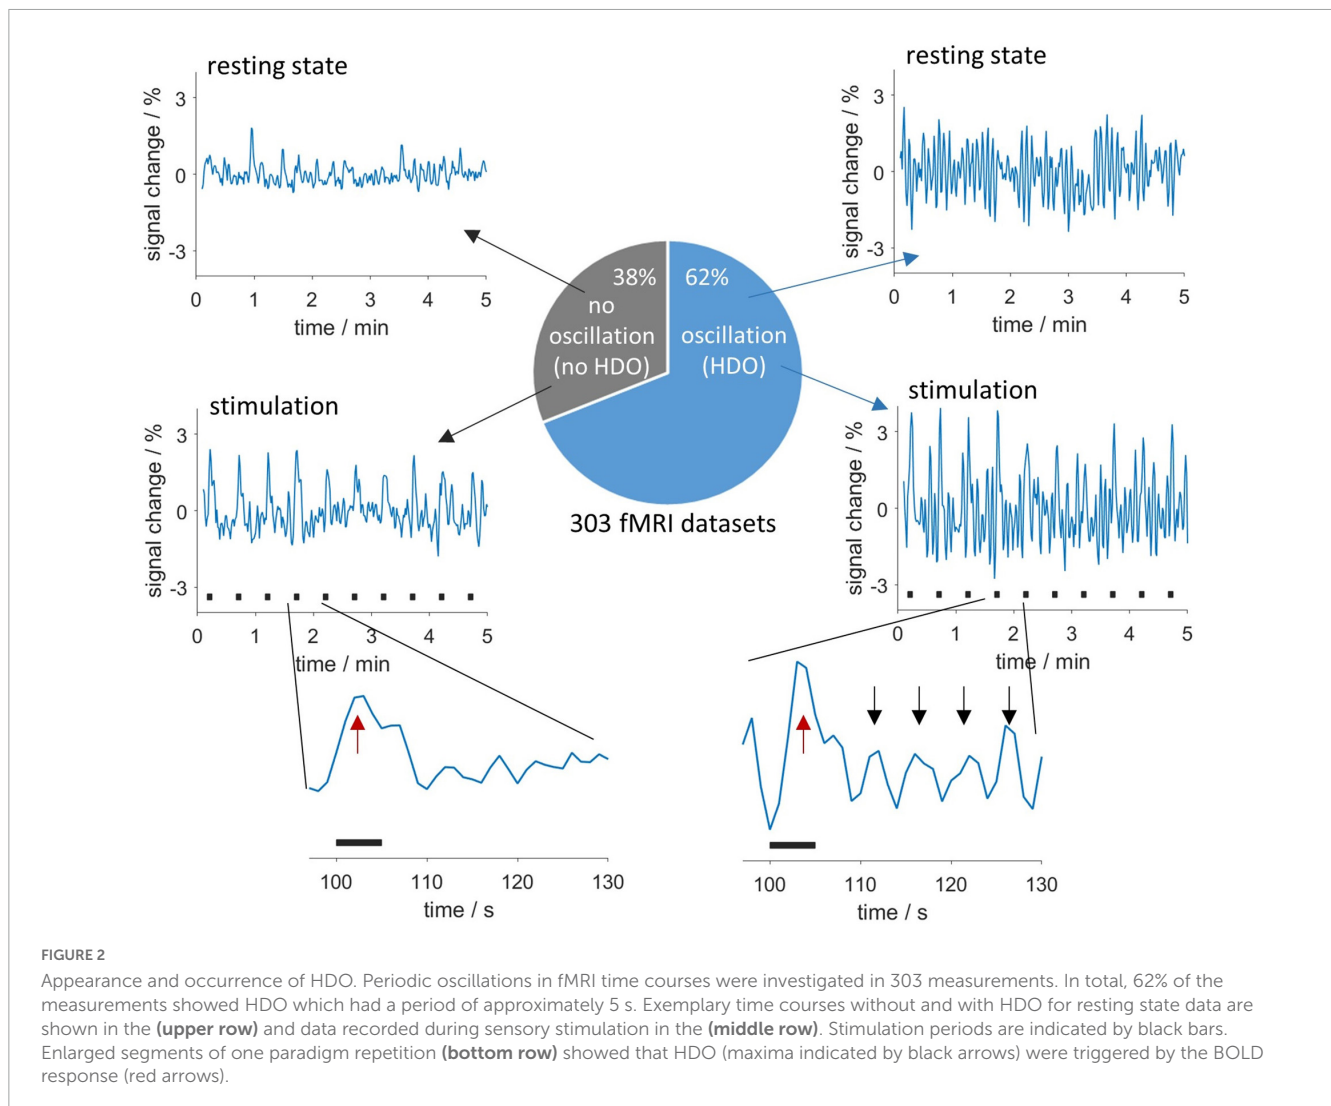 resting state
signal change / %
3
0
-3
0 1 2 3 4 5
time / min
resting state
signal change / %
3
0
-3
0 1 2 3 4 5
time / min
38%
no
oscillation
(no HDO)
62%
oscillation
(HDO)
303 fMRI datasets
stimulation
signal change / %
3
0
-3
0 1 2 3 4 5
time / min
stimulation
signal change / %
3
0
-3
0 1 2 3 4 5
time / min
100 110 120 130
time / s
100 110 120 130
time / s
FIGURE 2
Appearance and occurrence of HDO. Periodic oscillations in fMRI time courses were investigated in 303 measurements. In total, 62% of the
measurements showed HDO which had a period of approximately 5 s. Exemplary time courses without and with HDO for resting state data are
shown in the (upper row) and data recorded during sensory stimulation in the (middle row). Stimulation periods are indicated by black bars.
Enlarged segments of one paradigm repetition (bottom row) showed that HDO (maxima indicated by black arrows) were triggered by the BOLD
response (red arrows).